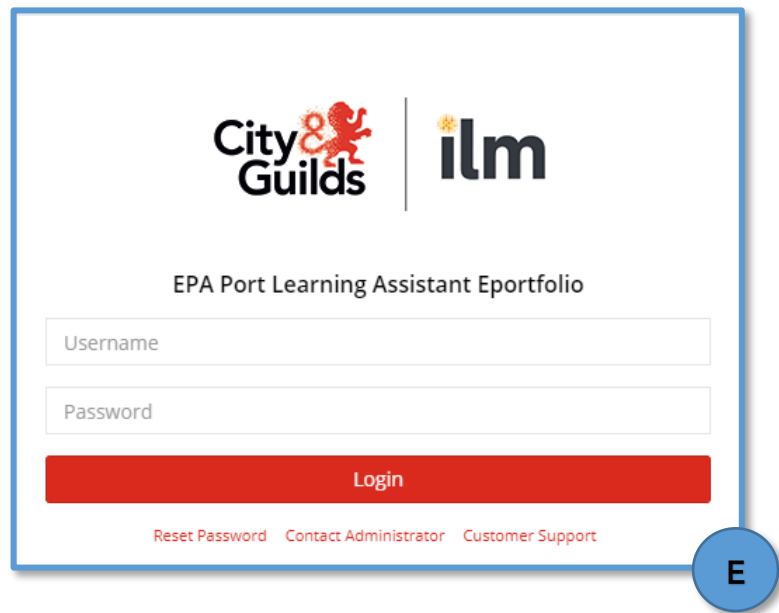 City & Guilds
ilm
EPA Port Learning Assistant Eportfolio
Username
Password
Login
Reset Password Contact Administrator Customer Support
E